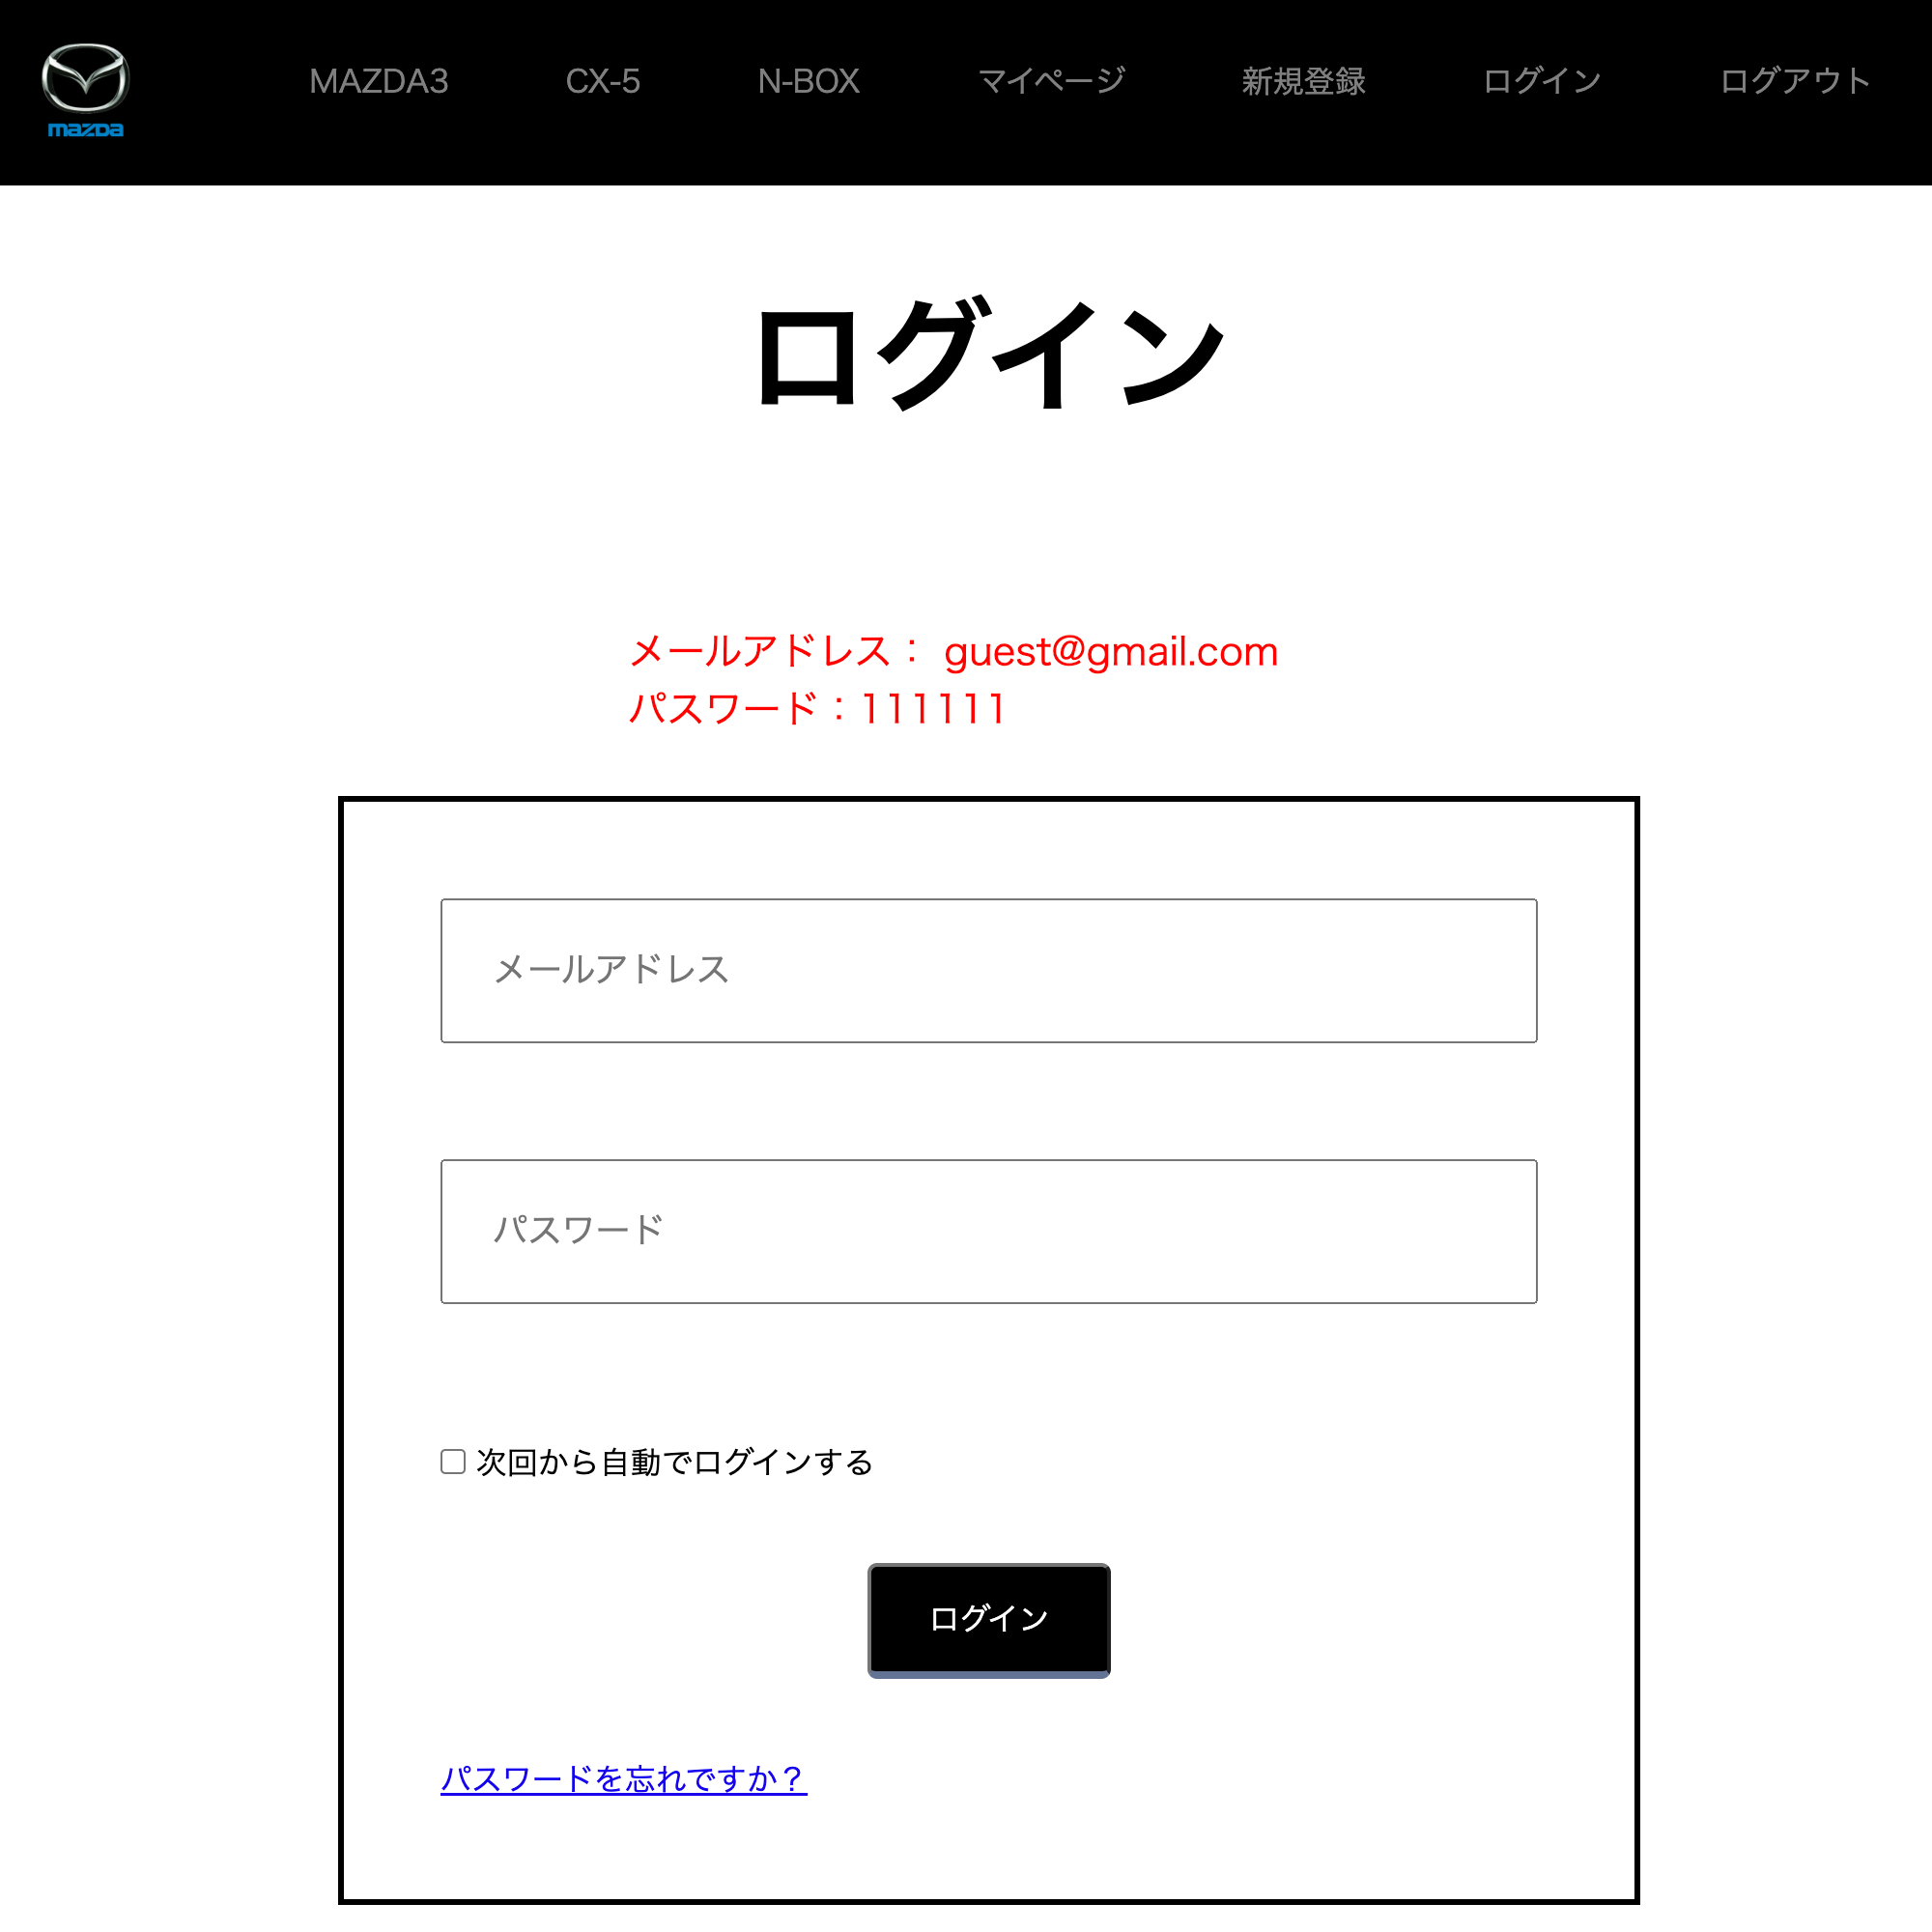 mazda
MAZDA3 CX-5 N-BOX マイページ 新規登録 ログイン ログアウト
ログイン
メールアドレス： guest@gmail.com
パスワード：111111
メールアドレス
パスワード
次回から自動でログインする
ログイン
パスワードを忘れですか？